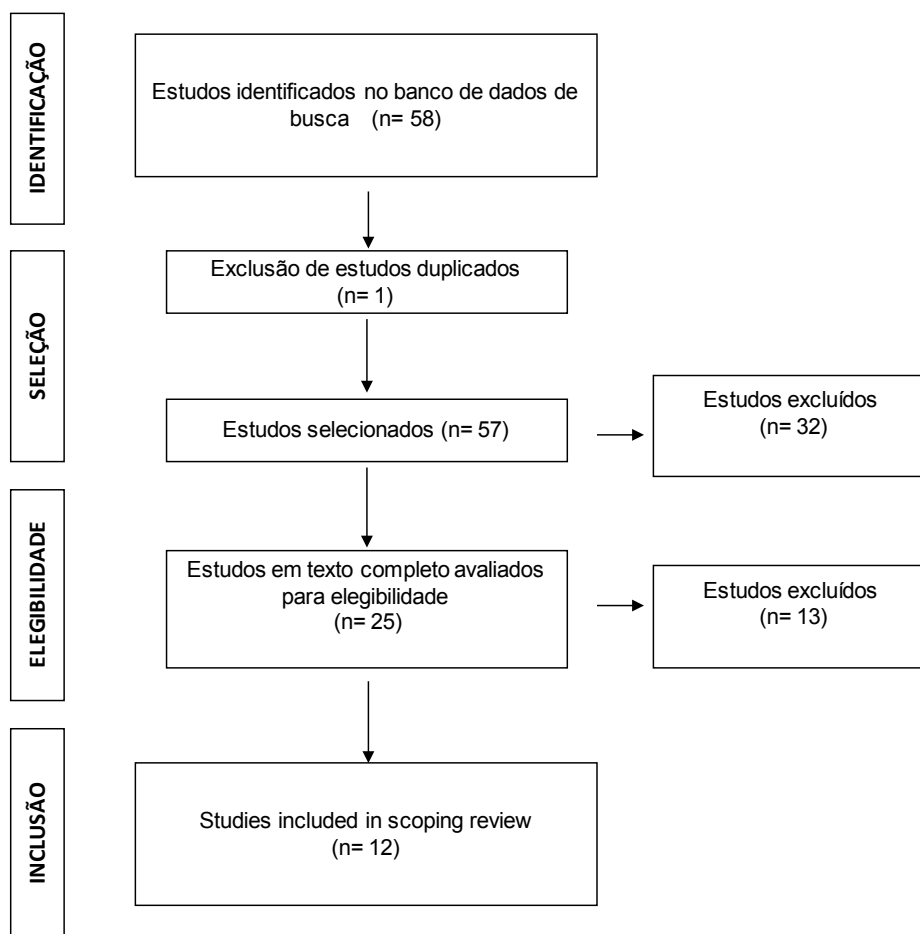 IDENTIFICAÇÃO
Estudos identificados no banco de dados de
busca (n= 58)
SELEÇÃO
Exclusão de estudos duplicados
(n= 1)
Estudos selecionados (n= 57)
Estudos excluídos
(n= 32)
ELEGIBILIDADE
Estudos em texto completo avaliados
para elegibilidade
(n= 25)
Estudos excluídos
(n= 13)
INCLUSÃO
Studies included in scoping review
(n= 12)